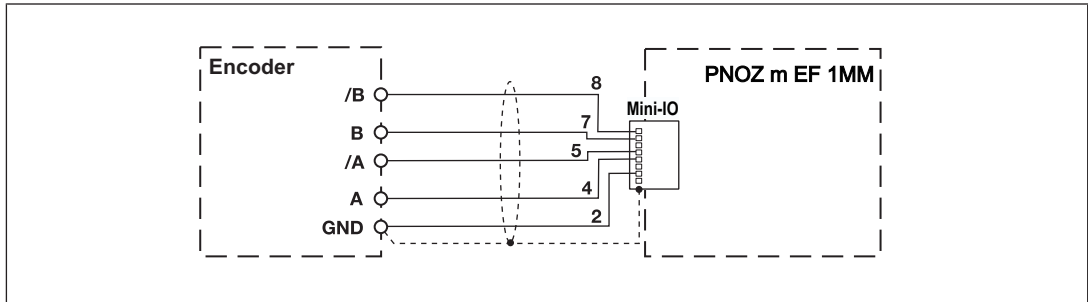 Encoder
PNOZ m EF 1MM
/B
8
Mini-IO
B
7
/A
5
A
4
GND
2